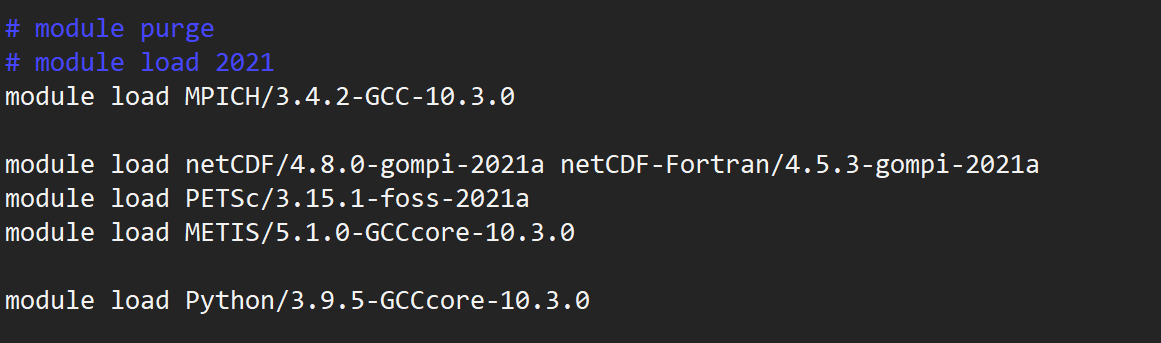 # module purge
# module load 2021
module load MPICH/3.4.2-GCC-10.3.0
module load netCDF/4.8.0-gompi-2021a netCDF-Fortran/4.5.3-gompi-2021a
module load PETSc/3.15.1-foss-2021a
module load METIS/5.1.0-GCCcore-10.3.0
module load Python/3.9.5-GCCcore-10.3.0